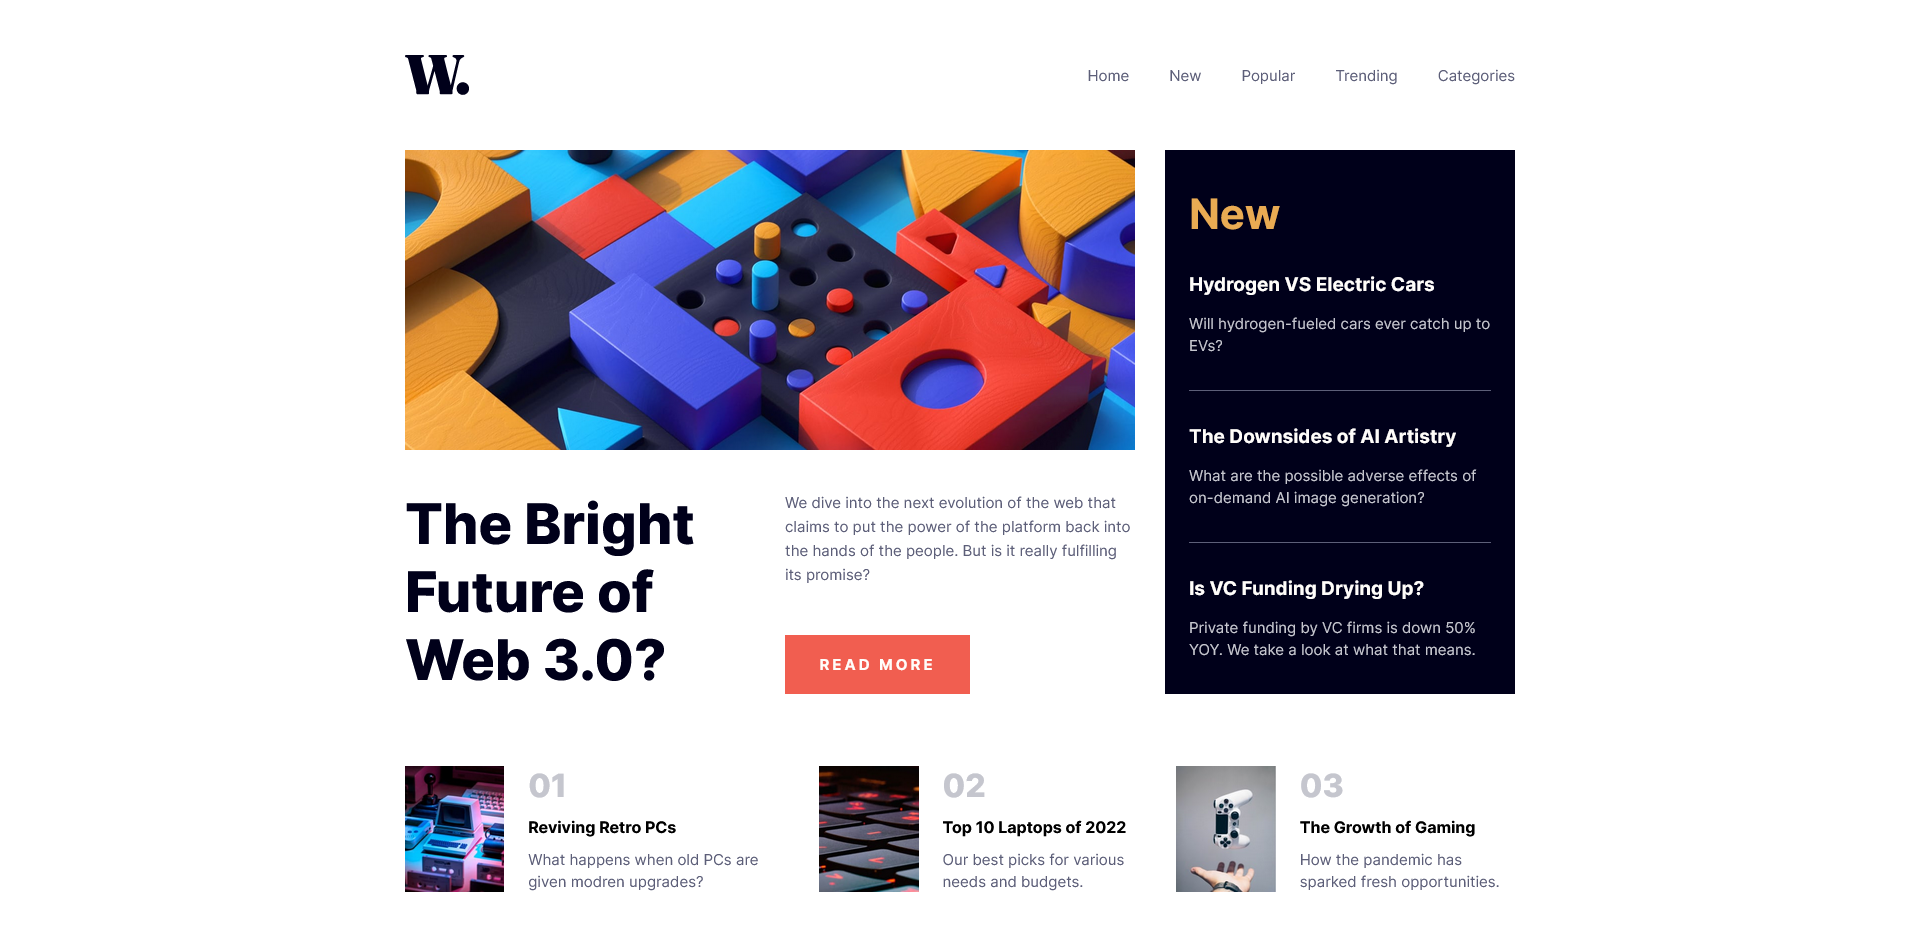 W.
Home New Popular Trending Categories
The Bright
Future of
Web 3.0?
We dive into the next evolution of the web that
claims to put the power of the platform back into
the hands of the people. But is it really fulfilling
its promise?
READ MORE
New
Hydrogen VS Electric Cars
Will hydrogen-fueled cars ever catch up to
EVs?
The Downsides of AI Artistry
What are the possible adverse effects of
on-demand AI image generation?
Is VC Funding Drying Up?
Private funding by VC firms is down 50%
YOY. We take a look at what that means.
01
Reviving Retro PCs
What happens when old PCs are
given modren upgrades?
02
Top 10 Laptops of 2022
Our best picks for various
needs and budgets.
03
The Growth of Gaming
How the pandemic has
sparked fresh opportunities.